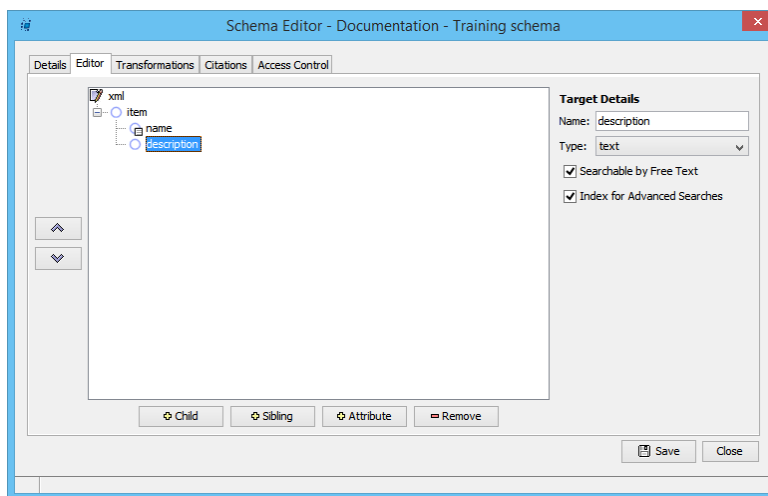 Schema Editor - Documentation - Training schema
Details Editor Transformations Citations Access Control
xml
item
name
description
Target Details
Name: description
Type: text
Searchable by Free Text
Index for Advanced Searches
Child Sibling Attribute Remove
Save Close